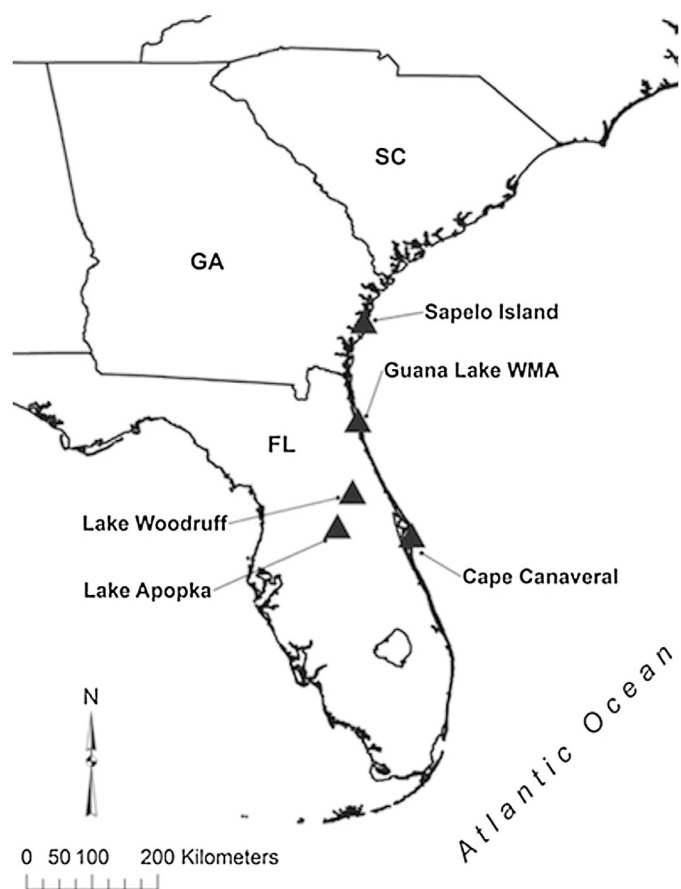 SC
GA
Sapelo Island
Guana Lake WMA
FL
Lake Woodruff
Lake Apopka
Cape Canaveral
Atlantic Ocean
N
0 50 100 200 Kilometers